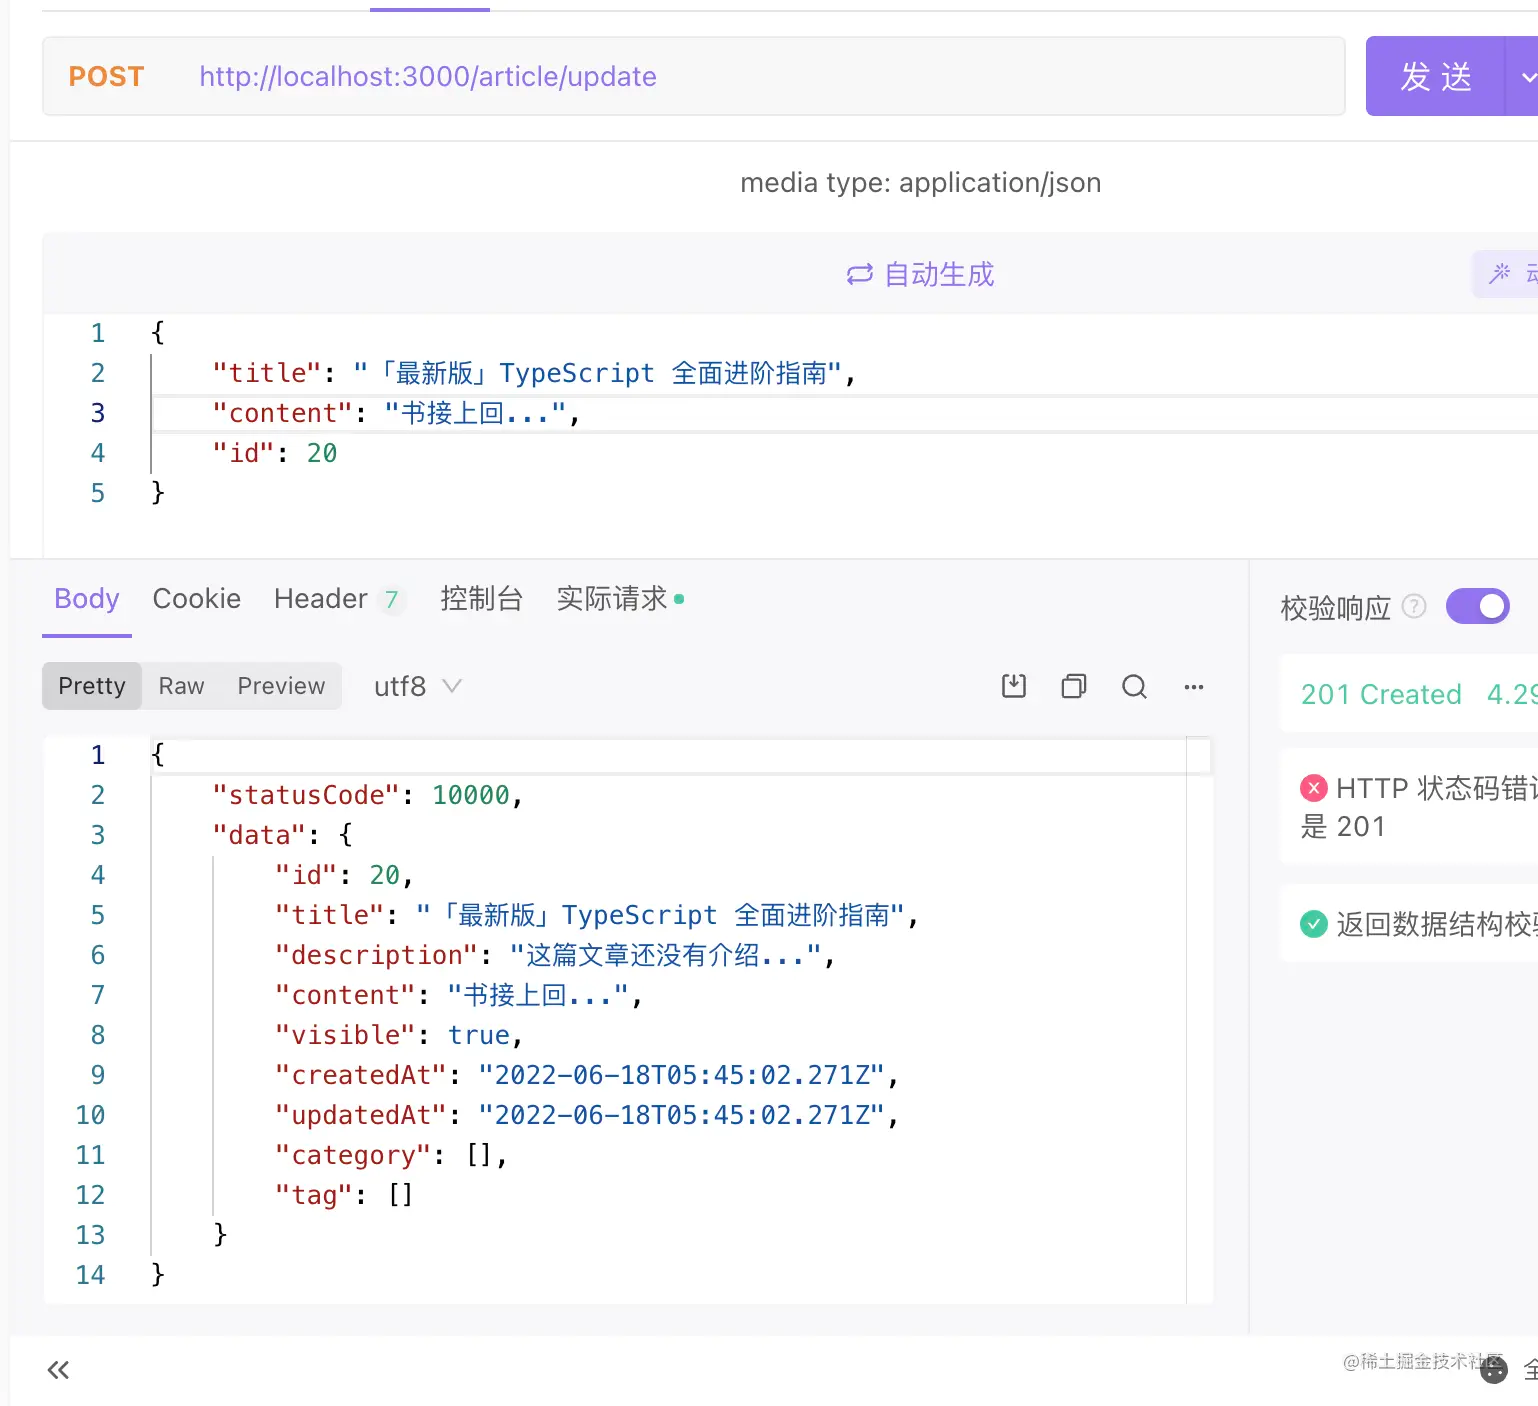 POST http://localhost:3000/article/update 发 送
media type: application/json
自动生成
1 {
2 "title": "「最新版」TypeScript 全面进阶指南",
3 "content": "书接上回...",
4 "id": 20
5 }
Body Cookie Header 7 控制台 实际请求
校验响应
Pretty Raw Preview utf8
201 Created 4.29
HTTP 状态码错
是 201
返回数据结构校
1 {
2 "statusCode": 10000,
3 "data": {
4 "id": 20,
5 "title": "「最新版」TypeScript 全面进阶指南",
6 "description": "这篇文章还没有介绍...",
7 "content": "书接上回...",
8 "visible": true,
9 "createdAt": "2022-06-18T05:45:02.271Z",
10 "updatedAt": "2022-06-18T05:45:02.271Z",
11 "category": [],
12 "tag": []
13 }
14 }
@稀土掘金技术社区